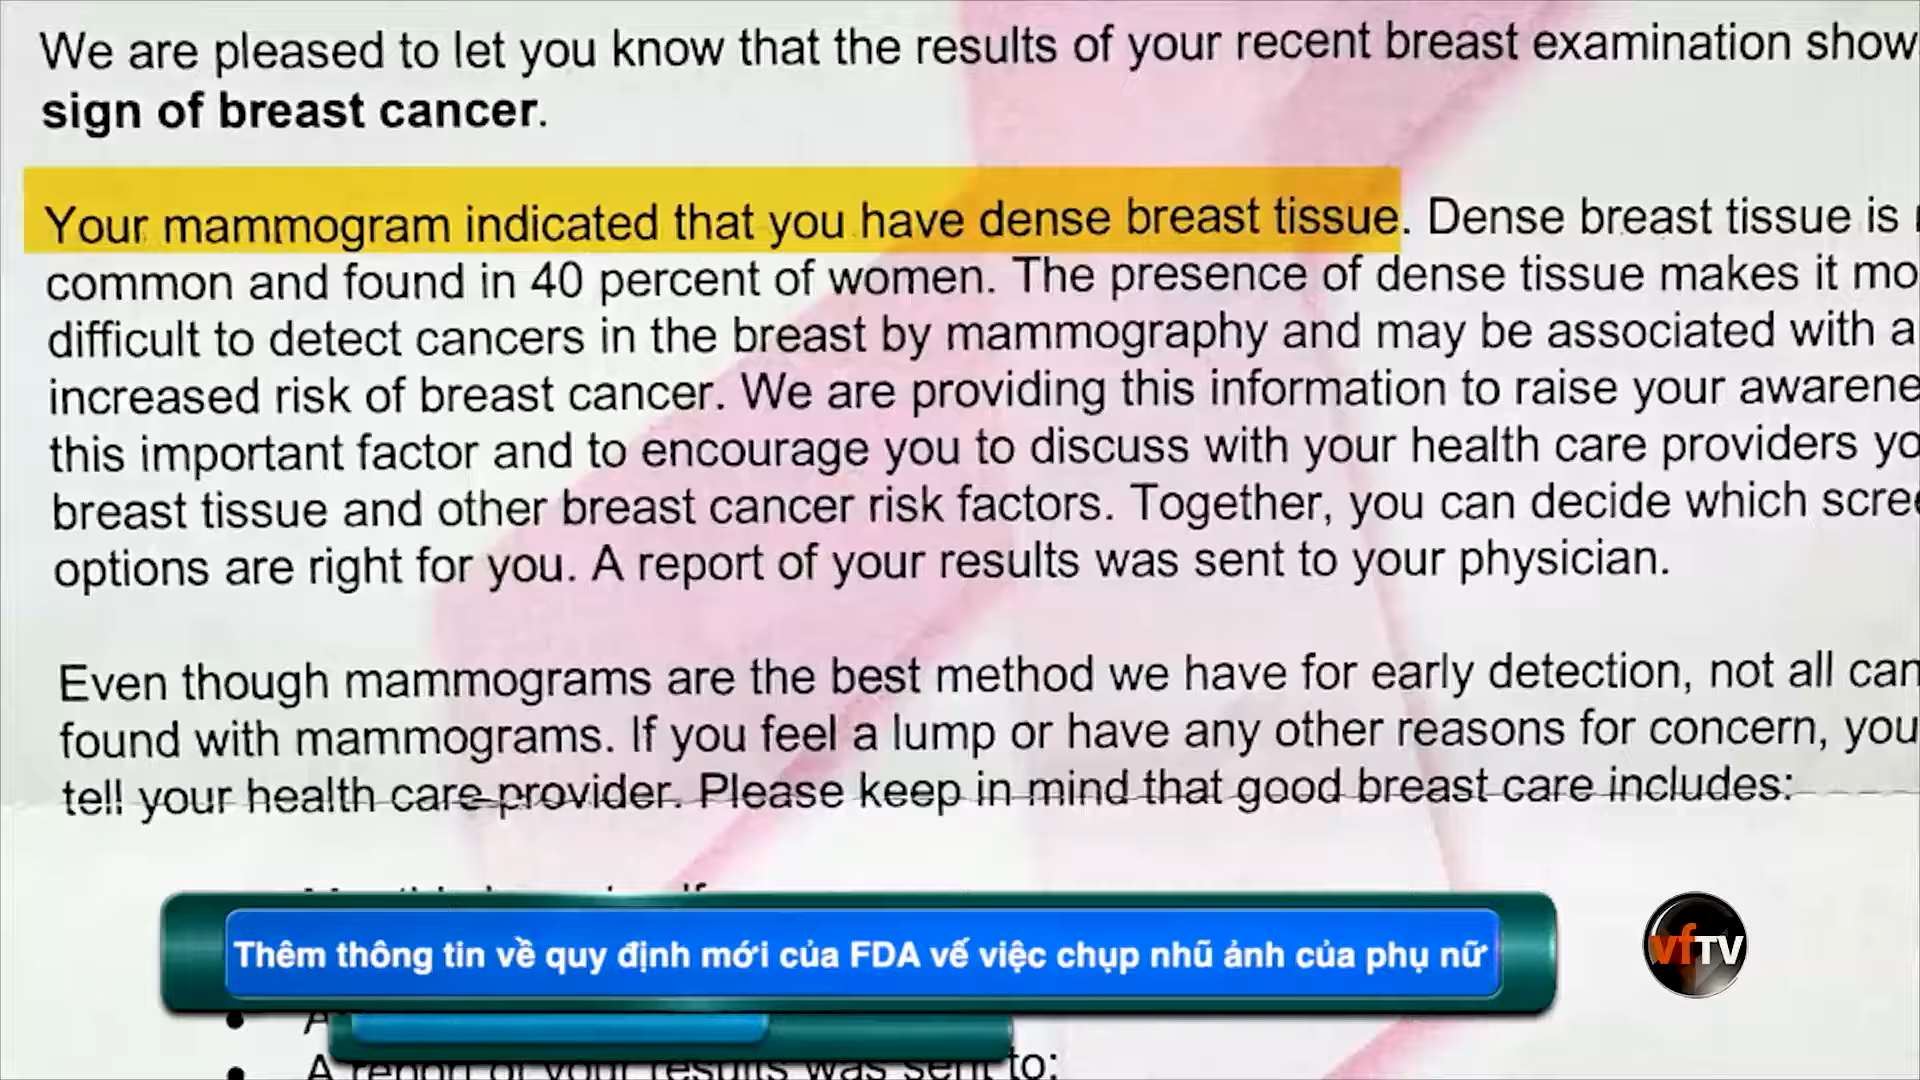 We are pleased to let you know that the results of your recent breast examination show
sign of breast cancer.
Your mammogram indicated that you have dense breast tissue. Dense breast tissue is
common and found in 40 percent of women. The presence of dense tissue makes it mo
difficult to detect cancers in the breast by mammography and may be associated with a
increased risk of breast cancer. We are providing this information to raise your awarene
this important factor and to encourage you to discuss with your health care providers yo
breast tissue and other breast cancer risk factors. Together, you can decide which scre
options are right for you. A report of your results was sent to your physician.
Even though mammograms are the best method we have for early detection, not all can
found with mammograms. If you feel a lump or have any other reasons for concern, you
tell your health care provider. Please keep in mind that good breast care includes:
Thêm thông tin về quy định mới của FDA vế việc chụp nhũ ảnh của phụ nữ
vfTV
A report of your results was sent to: